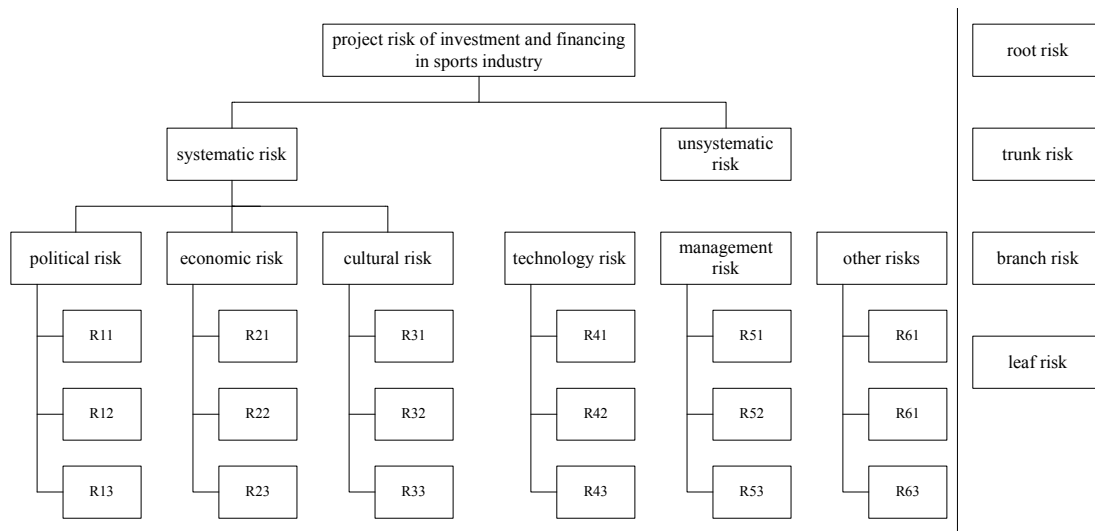 project risk of investment and financing
in sports industry
root risk
systematic risk
unsystematic
risk
trunk risk
political risk
economic risk
cultural risk
technology risk
management
risk
other risks
branch risk
R11
R21
R31
R41
R51
R61
leaf risk
R12
R22
R32
R42
R52
R61
R13
R23
R33
R43
R53
R63